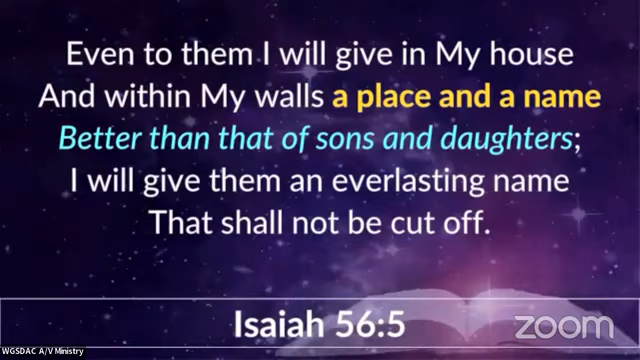 Even to them I will give in My house
And within My walls a place and a name
Better than that of sons and daughters;
I will give them an everlasting name
That shall not be cut off.
Isaiah 56:5
zoom
WGSDAC A/V Ministry